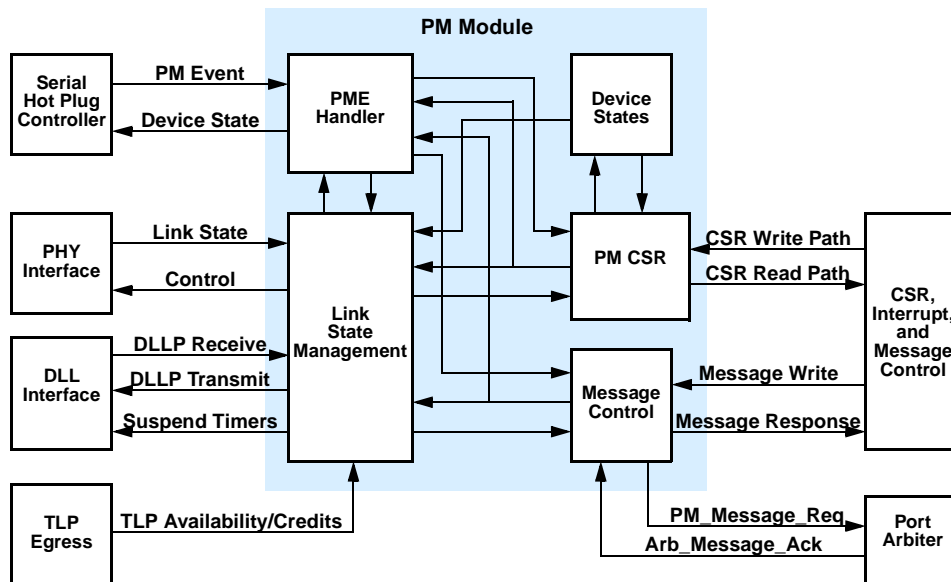 PM Module
Serial
Hot Plug
Controller
PM Event
Device State
PME
Handler
Device
States
PHY
Interface
Link State
Control
Link
State
Management
PM CSR
CSR Write Path
CSR Read Path
CSR,
Interrupt,
and
Message
Control
DLL
Interface
DLLP Receive
DLLP Transmit
Suspend Timers
Message
Control
Message Write
Message Response
TLP
Egress
TLP Availability/Credits
PM_Message_Req
Arb_Message_Ack
Port
Arbiter